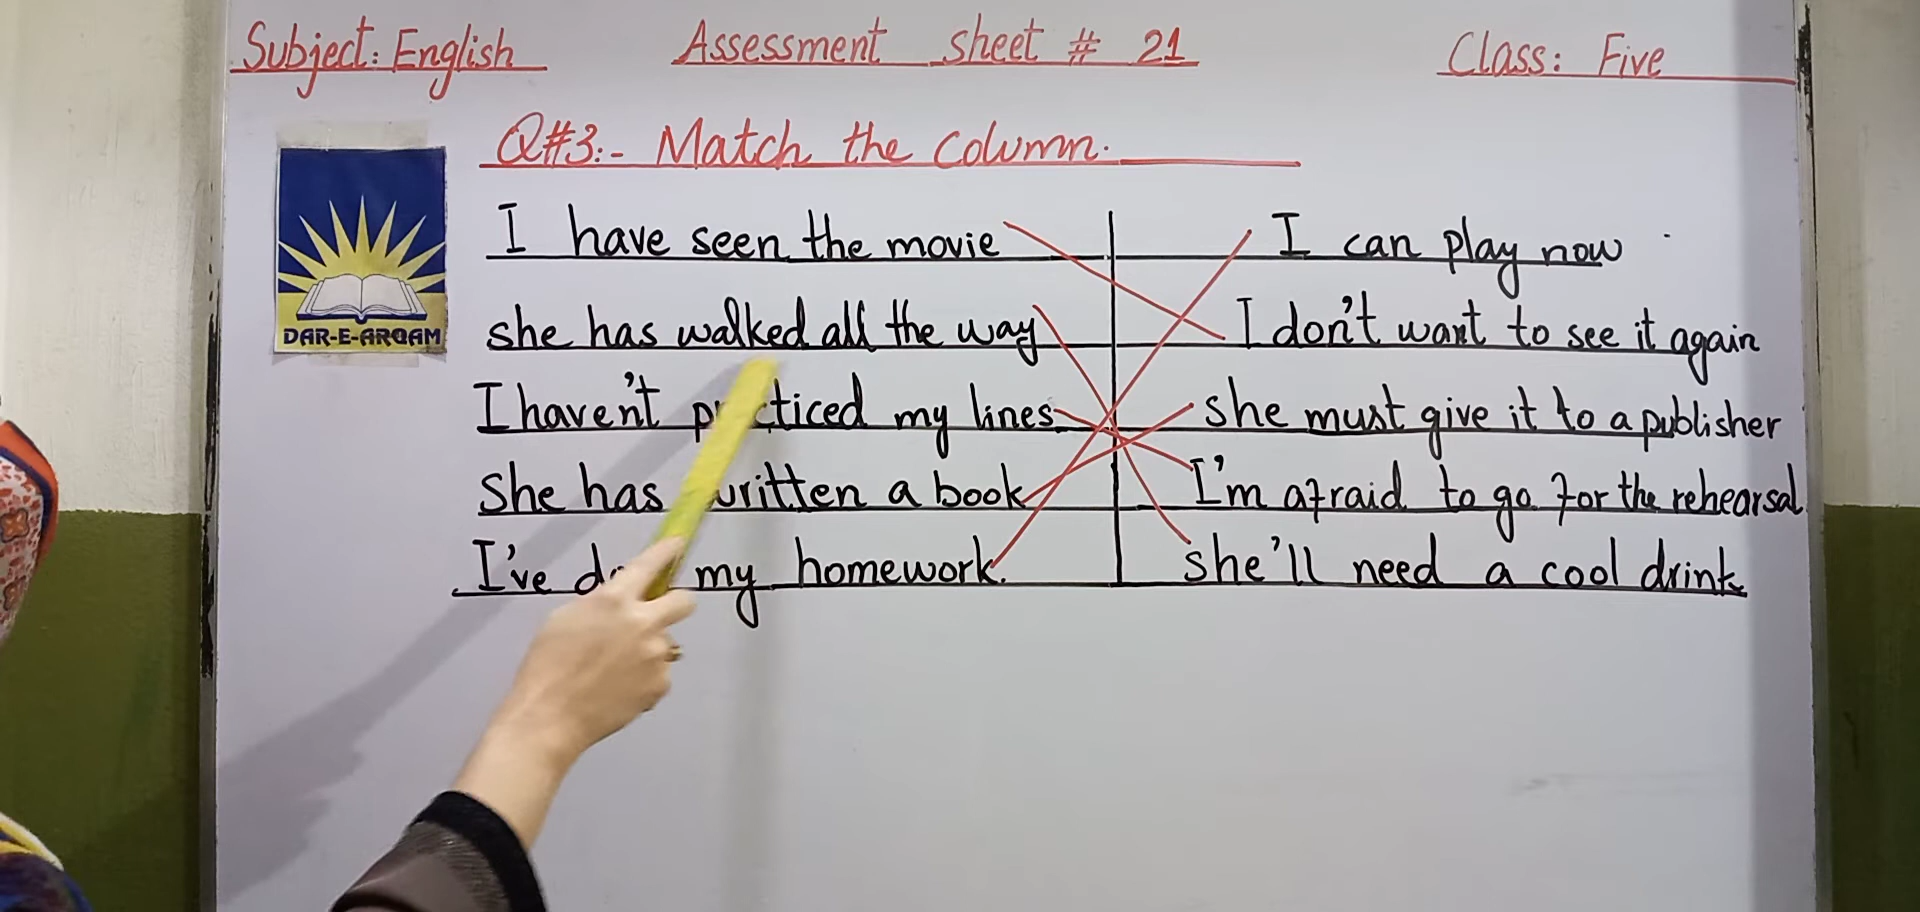 Subject: English Assessment sheet # 21 Class: Five
Q#3:- Match the column.
DAR-E-ARQAM
I have seen the movie I can play now
she has walked all the way I don't want to see it again
I haven't my lines she must give it to a publisher
She has written a book I'm afraid to go for the rehearsal
I've my homework. she'll need a cool drink